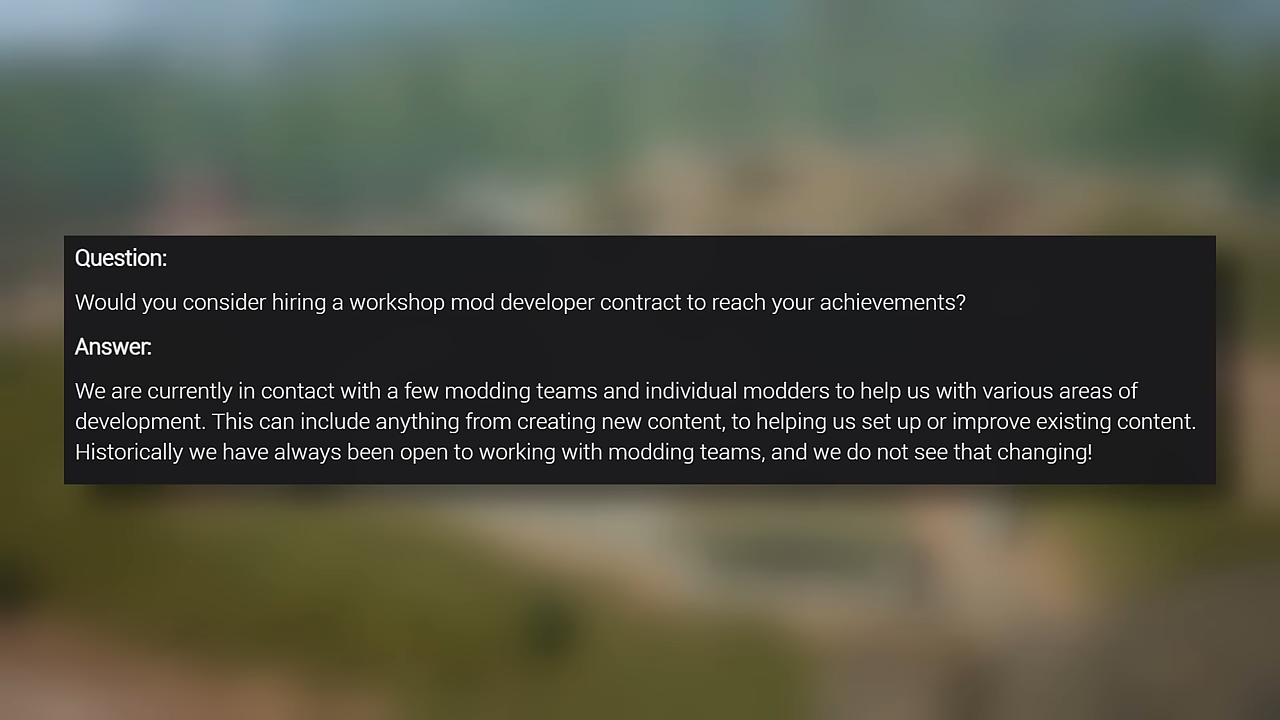 Question:
Would you consider hiring a workshop mod developer contract to reach your achievements?
Answer:
We are currently in contact with a few modding teams and individual modders to help us with various areas of
development. This can include anything from creating new content, to helping us set up or improve existing content.
Historically we have always been open to working with modding teams, and we do not see that changing!